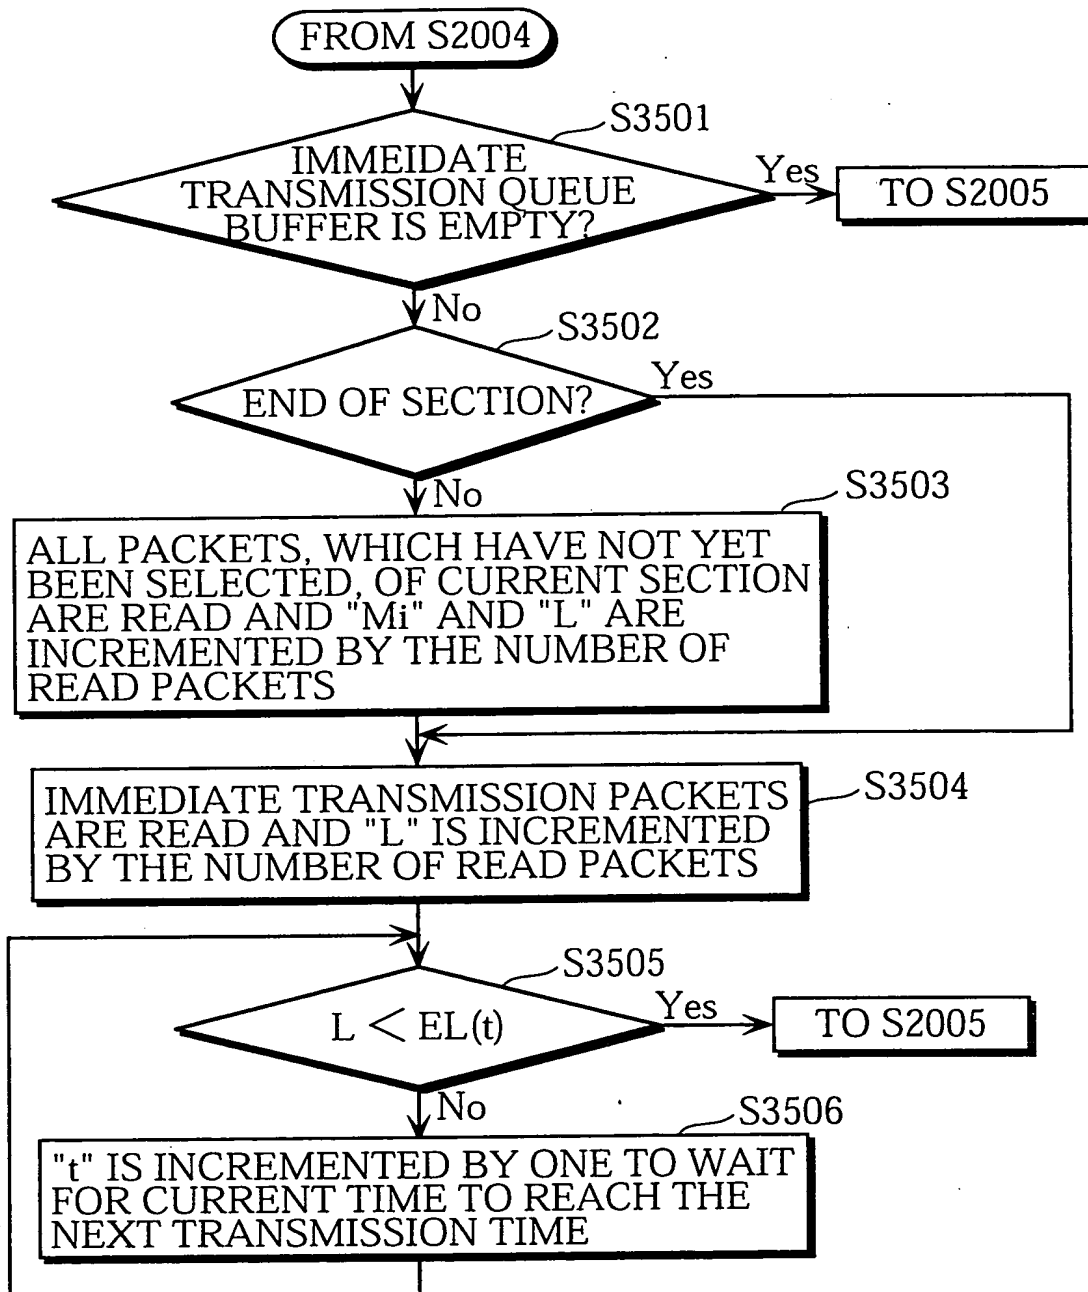 FROM S2004
S3501
IMMEIDATE
TRANSMISSION QUEUE
BUFFER IS EMPTY?
Yes
TO S2005
No
S3502
END OF SECTION?
Yes
No
S3503
ALL PACKETS, WHICH HAVE NOT YET
BEEN SELECTED, OF CURRENT SECTION
ARE READ AND "Mi" AND "L" ARE
INCREMENTED BY THE NUMBER OF
READ PACKETS
S3504
IMMEDIATE TRANSMISSION PACKETS
ARE READ AND "L" IS INCREMENTED
BY THE NUMBER OF READ PACKETS
S3505
L < EL(t)
Yes
TO S2005
No
S3506
"t" IS INCREMENTED BY ONE TO WAIT
FOR CURRENT TIME TO REACH THE
NEXT TRANSMISSION TIME